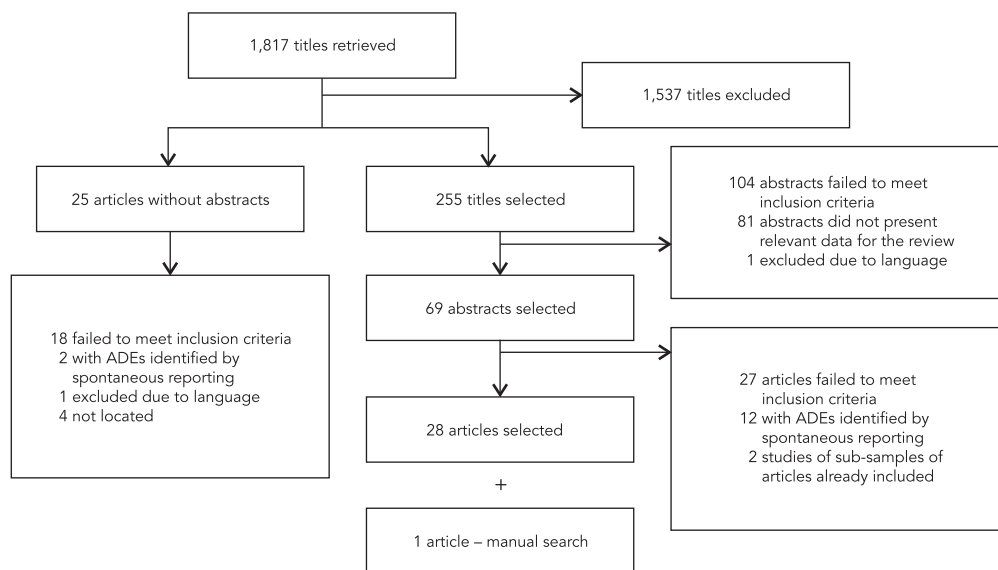 1,817 titles retrieved
1,537 titles excluded
25 articles without abstracts
255 titles selected
104 abstracts failed to meet
inclusion criteria
81 abstracts did not present
relevant data for the review
1 excluded due to language
69 abstracts selected
18 failed to meet inclusion criteria
2 with ADEs identified by
spontaneous reporting
1 excluded due to language
4 not located
27 articles failed to meet
inclusion criteria
12 with ADEs identified by
spontaneous reporting
2 studies of sub-samples of
articles already included
28 articles selected
+
1 article – manual search